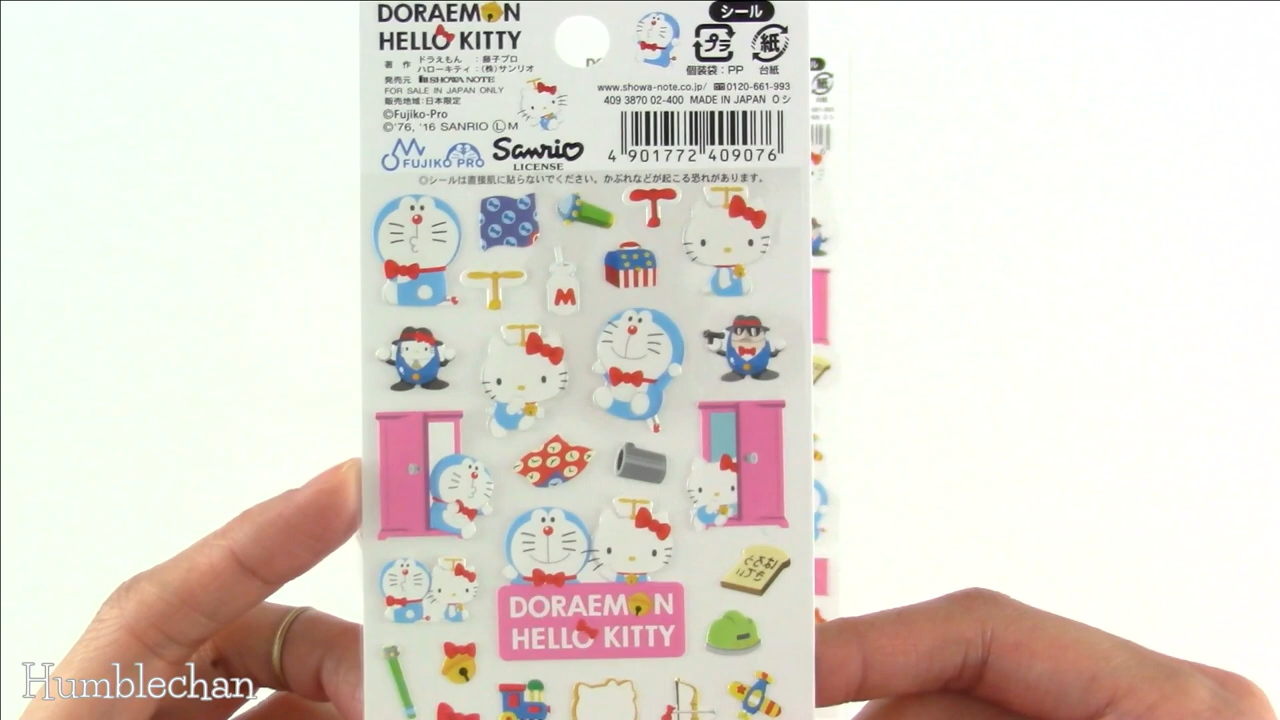 DORAEMON
HELLO KITTY
著作 ドラえもん :藤子プロ
ハローキティ :(株)サンリオ
発売元 SHOWA NOTE
FOR SALE IN JAPAN ONLY
販売地域:日本限定
©Fujiko-Pro
©'76, '16 SANRIO Ⓛ M
FUJIKO PRO
Sanrio
LICENSE
シール
プラ
紙
個装袋:PP
台紙
www.showa-note.co.jp/ 0120-661-993
409 3870 02-400 MADE IN JAPAN Oシ
4 901772 409076
◎シールは直接肌に貼らないでください。かぶれなどが起こる恐れがあります。
M
DORAEMON
HELLO KITTY
Humblechan